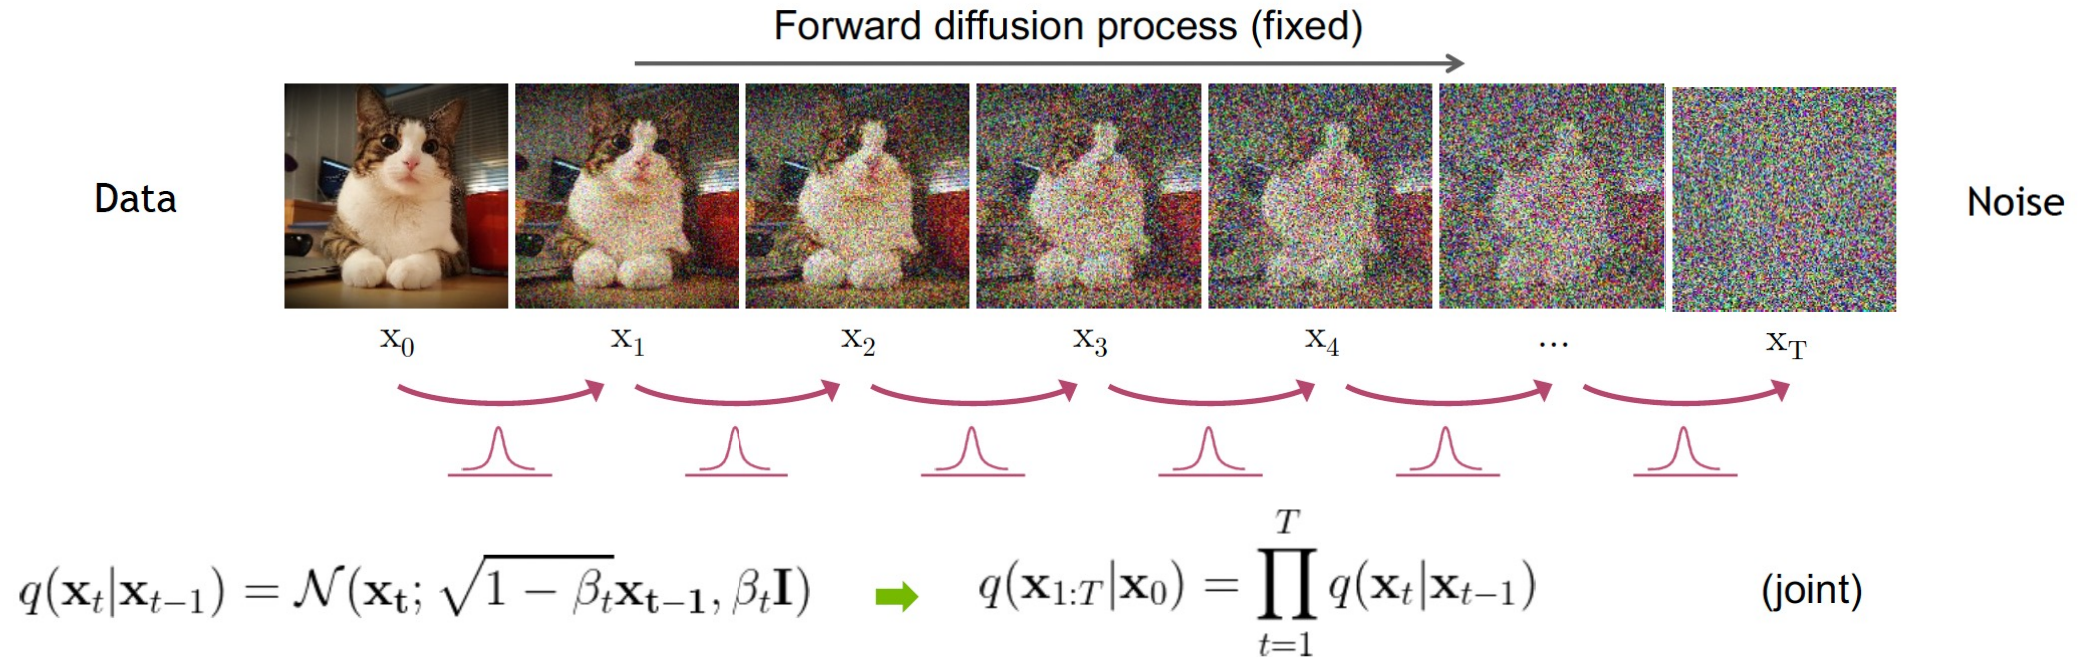 Forward diffusion process (fixed)
Data
Noise
x₀ x₁ x₂ x₃ x₄ ... x_T
q(𝐱ₜ|𝐱ₜ₋₁) = 𝒩(𝐱ₜ; √(1 − βₜ)𝐱ₜ₋₁, βₜ𝐈) q(𝐱₁:T|𝐱₀) = ∏_{t=1}^{T} q(𝐱ₜ|𝐱ₜ₋₁) (joint)